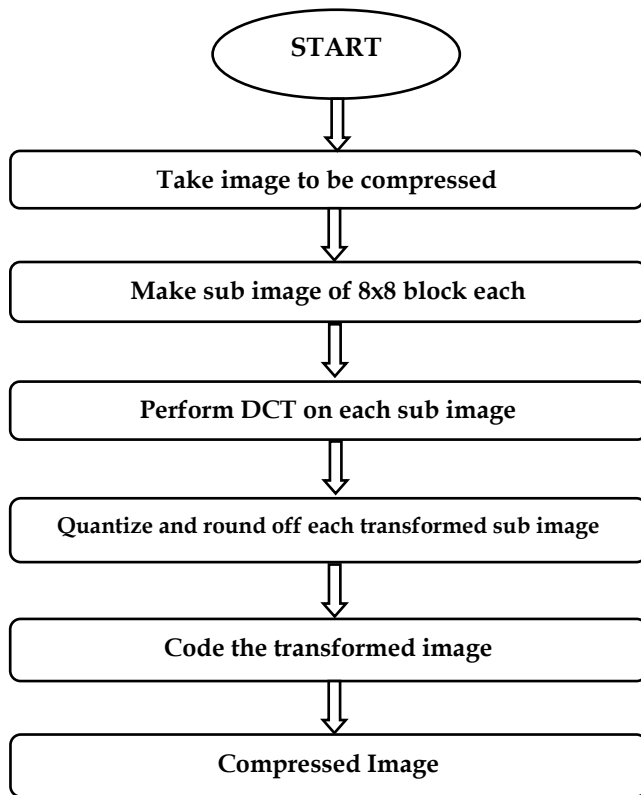 START
Take image to be compressed
Make sub image of 8x8 block each
Perform DCT on each sub image
Quantize and round off each transformed sub image
Code the transformed image
Compressed Image